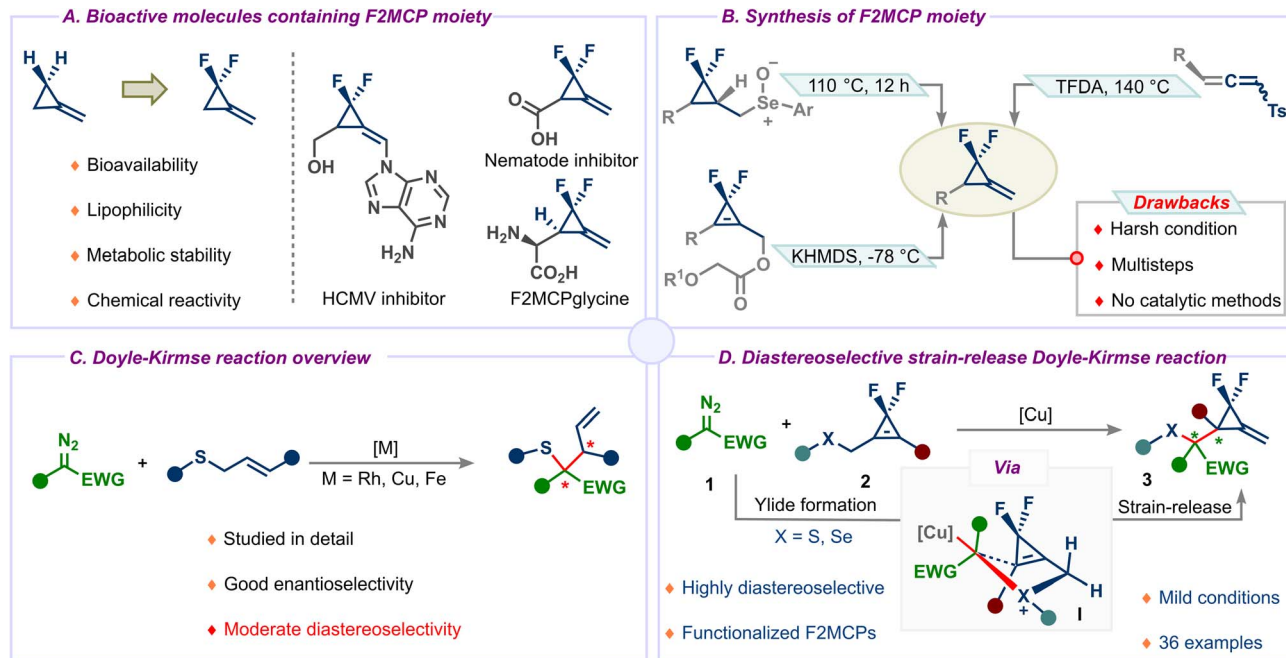 A. Bioactive molecules containing F2MCP moiety
H H
F F
Bioavailability
Lipophilicity
Metabolic stability
Chemical reactivity
F F
OH
N
N
N
N
N
NH2
HCMV inhibitor
F F
O
OH
Nematode inhibitor
F F
H
H2N
CO2H
F2MCPglycine
B. Synthesis of F2MCP moiety
F F
H
R
O-
Se
+
Ar
110 °C, 12 h
TFDA, 140 °C
R
Ts
F F
R
F F
R
O
R1O
O
KHMDS, -78 °C
Drawbacks
Harsh condition
Multisteps
No catalytic methods
C. Doyle-Kirmse reaction overview
N2
EWG
+
S
[M]
M = Rh, Cu, Fe
S
*
*
EWG
Studied in detail
Good enantioselectivity
Moderate diastereoselectivity
D. Diastereoselective strain-release Doyle-Kirmse reaction
N2
EWG
1
+
F F
X
2
[Cu]
F F
X
*
*
EWG
3
Via
Ylide formation
X = S, Se
Strain-release
[Cu]
EWG
F F
H
H
X
+
I
Highly diastereoselective
Functionalized F2MCPs
Mild conditions
36 examples